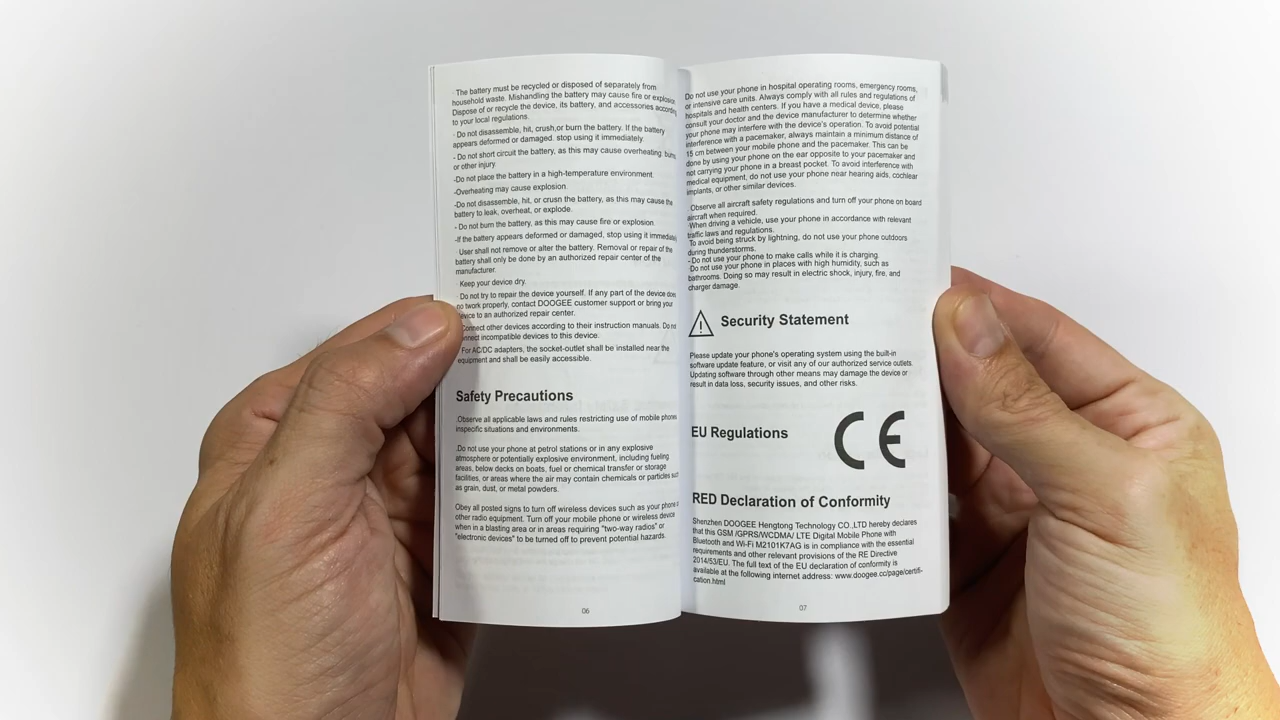 · The battery must be recycled or disposed of separately from
household waste. Mishandling the battery may cause fire or explosion.
Dispose of or recycle the device, its battery, and accessories according
to your local regulations.
· Do not disassemble, hit, crush,or burn the battery. If the battery
appears deformed or damaged. stop using it immediately.
- Do not short circuit the battery, as this may cause overheating, burns
or other injury.
-Do not place the battery in a high-temperature environment.
-Overheating may cause explosion.
-Do not disassemble, hit, or crusn the battery, as this may cause the
battery to leak, overheat, or explode.
- Do not burn the battery, as this may cause fire or explosion.
-If the battery appears deformed or damaged, stop using it immediately
· User shall not remove or alter the battery. Removal or repair of the
battery shall only be done by an authorized repair center of the
manufacturer.
· Keep your device dry.
· Do not try to repair the device yourself. If any part of the device does
no twork properly, contact DOOGEE customer support or bring your
device to an authorized repair center.
Connect other devices according to their instruction manuals. Do not
connect incompatible devices to this device.
· For AC/DC adapters, the socket-outlet shall be installed near the
equipment and shall be easily accessible.
Safety Precautions
.Observe all applicable laws and rules restricting use of mobile phones
inspecific situations and environments.
.Do not use your phone at petrol stations or in any explosive
atmosphere or potentially explosive environment, including fueling
areas, below decks on boats, fuel or chemical transfer or storage
facilities, or areas where the air may contain chemicals or particles such
as grain, dust, or metal powders.
Obey all posted signs to turn off wireless devices such as your phone
other radio equipment. Turn off your mobile phone or wireless device
when in a blasting area or in areas requiring "two-way radios" or
"electronic devices" to be turned off to prevent potential hazards.
06
Do not use your phone in hospital operating rooms, emergency rooms,
or intensive care units. Always comply with all rules and regulations of
hospitals and health centers. If you have a medical device, please
consult your doctor and the device manufacturer to determine whether
your phone may interfere with the device's operation. To avoid potential
interference with a pacemaker, always maintain a minimum distance of
15 cm between your mobile phone and the pacemaker. This can be
done by using your phone on the ear opposite to your pacemaker and
not carrying your phone in a breast pocket. To avoid interference with
medical equipment, do not use your phone near hearing aids, cochlear
implants, or other similar devices.
· Observe all aircraft safety regulations and turn off your phone on board
aircraft when required.
·When driving a vehicle, use your phone in accordance with relevant
traffic laws and regulations.
· To avoid being struck by lightning, do not use your phone outdoors
during thunderstorms.
- Do not use your phone to make calls while it is charging.
· Do not use your phone in places with high humidity, such as
bathrooms. Doing so may result in electric shock, injury, fire, and
charger damage.
Security Statement
Please update your phone's operating system using the built-in
software update feature, or visit any of our authorized service outlets.
Updating software through other means may damage the device or
result in data loss, security issues, and other risks.
EU Regulations
CE
RED Declaration of Conformity
Shenzhen DOOGEE Hengtong Technology CO.,LTD hereby declares
that this GSM /GPRS/WCDMA/ LTE Digital Mobile Phone with
Bluetooth and Wi-Fi M2101K7AG is in compliance with the essential
requirements and other relevant provisions of the RE Directive
2014/53/EU. The full text of the EU declaration of conformity is
available at the following internet address: www.doogee.cc/page/certifi-
cation.html
07